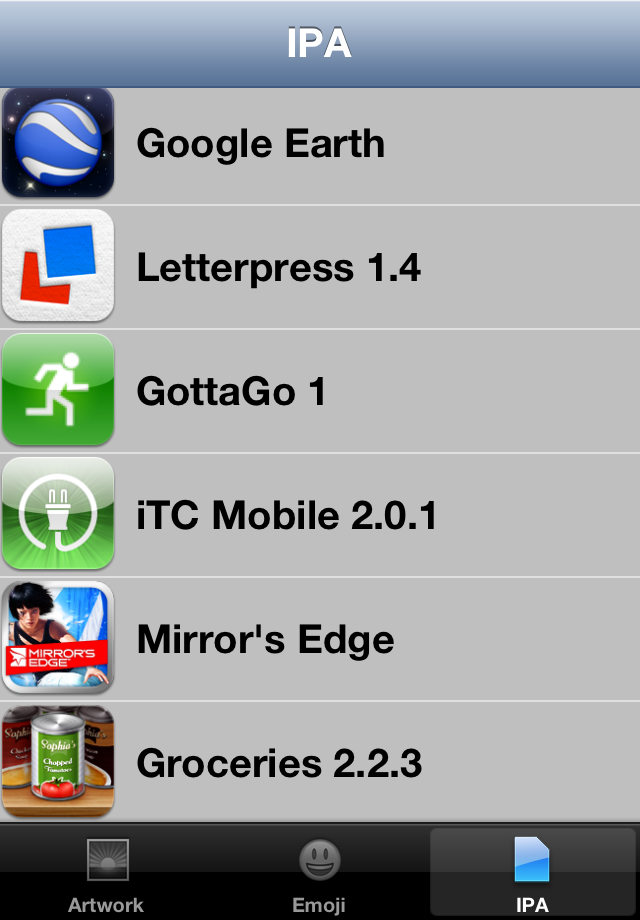 IPA
Google Earth
Letterpress 1.4
GottaGo 1
iTC Mobile 2.0.1
MIRROR'S
EDGE
Mirror's Edge
Sophia's
Chopped
Tomatoes
Groceries 2.2.3
Artwork
Emoji
IPA